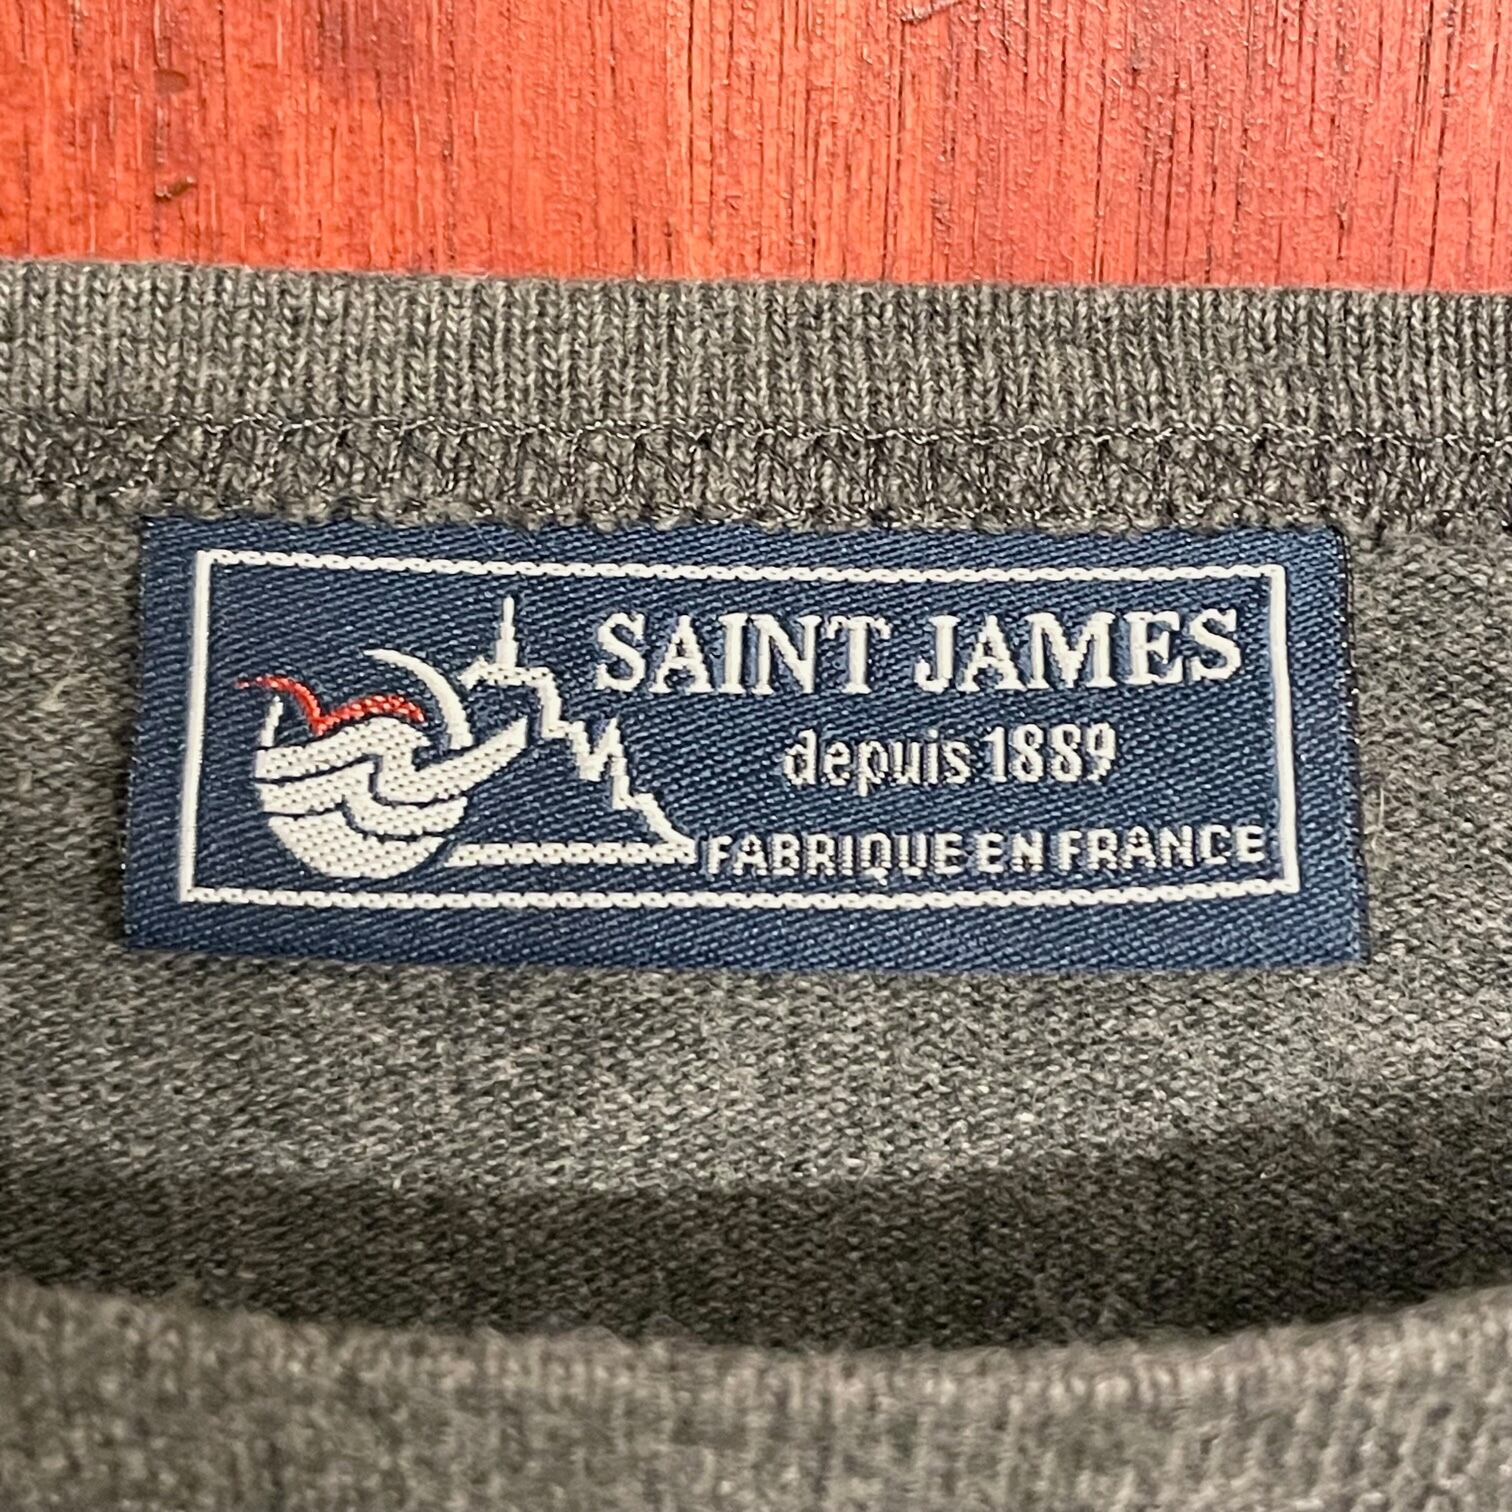 SAINT JAMES
depuis 1889
FABRIQUE EN FRANCE